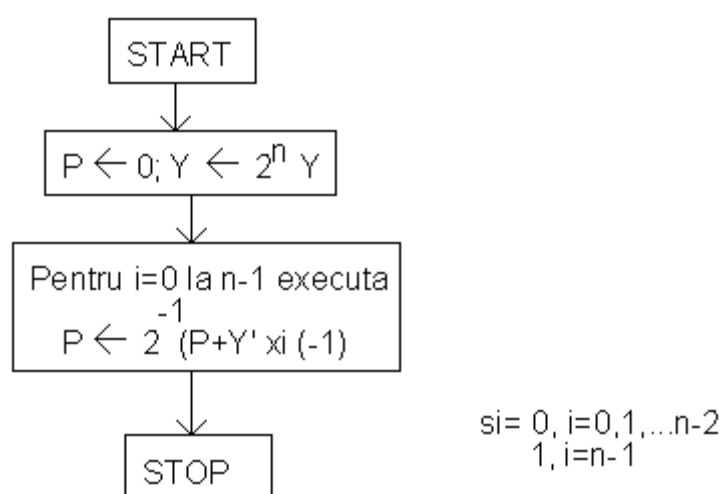 START
P ← 0; Y ← 2^n Y
Pentru i=0 la n-1 executa
P ← 2^-1 (P+Y' xi (-1)
STOP
si= 0, i=0,1,...n-2
1, i=n-1